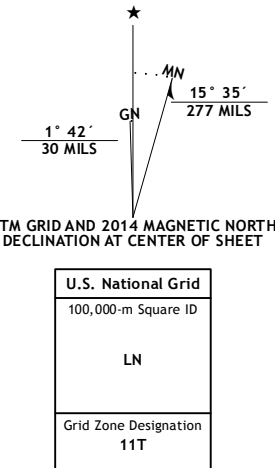 MN
GN
15° 35´
277 MILS
1° 42´
30 MILS
TM GRID AND 2014 MAGNETIC NORTH
DECLINATION AT CENTER OF SHEET
U.S. National Grid
100,000-m Square ID
LN
Grid Zone Designation
11T